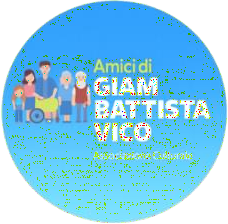 Amici di
GIAM
BATTISTA
VICO
Associazione Culturale